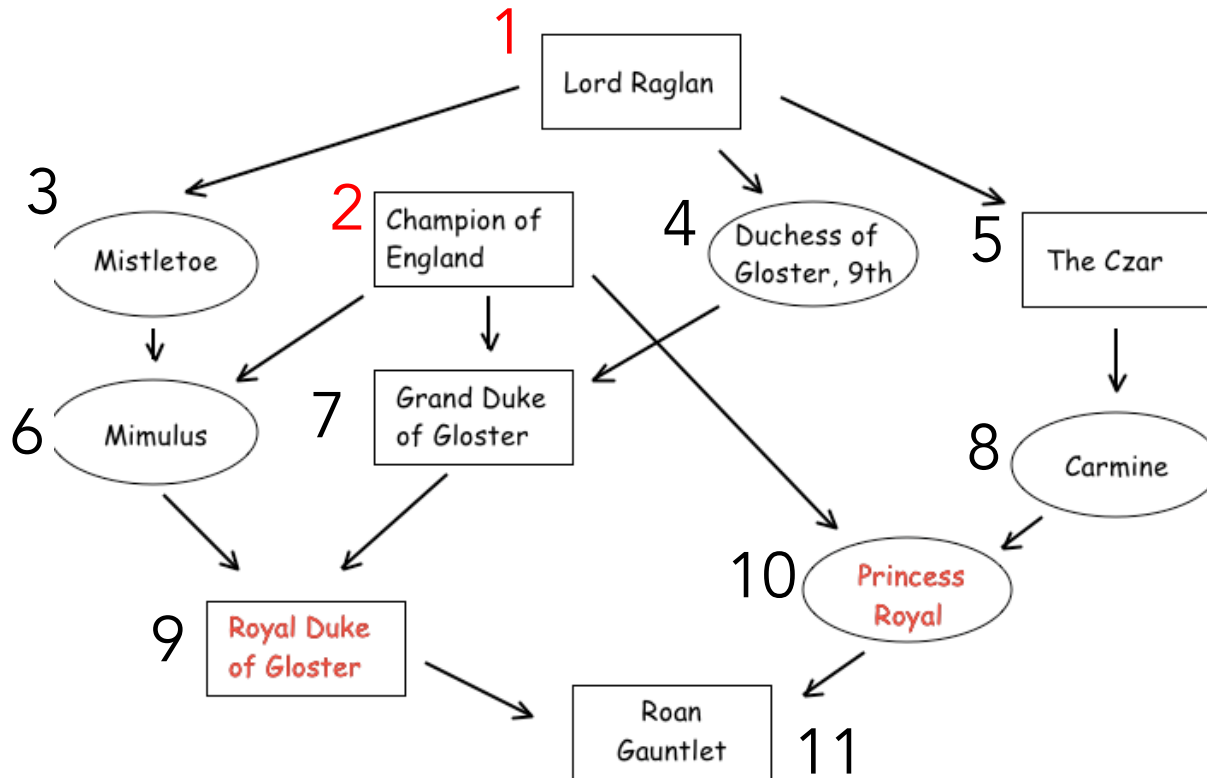 1
Lord Raglan
3
Mistletoe
2
Champion of
England
4
Duchess of
Gloster, 9th
5
The Czar
6
Mimulus
7
Grand Duke
of Gloster
8
Carmine
9
Royal Duke
of Gloster
10
Princess
Royal
Roan
Gauntlet
11